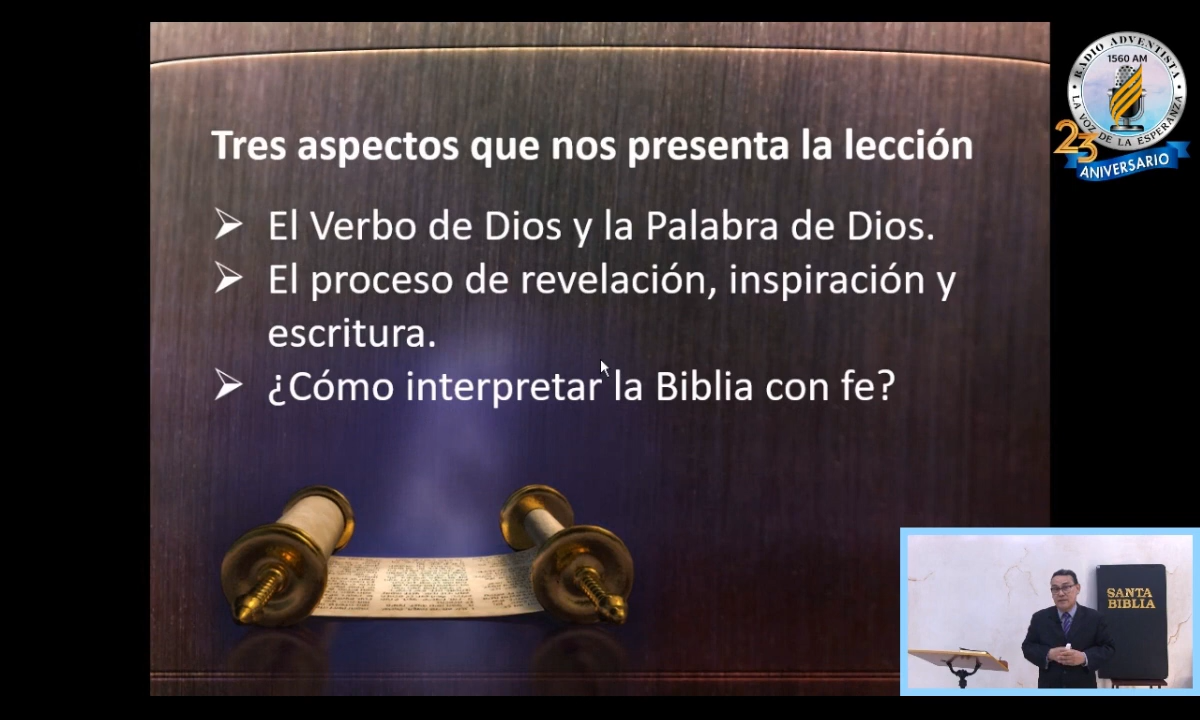 Tres aspectos que nos presenta la lección
➢ El Verbo de Dios y la Palabra de Dios.
➢ El proceso de revelación, inspiración y
escritura.
➢ ¿Cómo interpretar la Biblia con fe?
RADIO ADVENTISTA
1560 AM
LA VOZ DE LA ESPERANZA
23
ANIVERSARIO
SANTA
BIBLIA